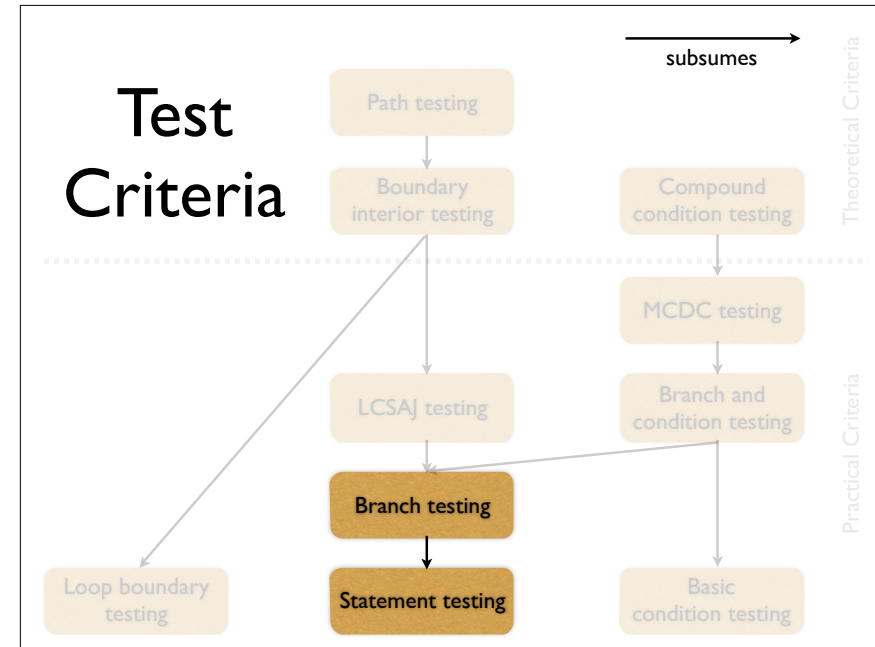 Test
Criteria
subsumes
Theoretical Criteria
Path testing
Boundary
interior testing
Compound
condition testing
MCDC testing
LCSAJ testing
Branch and
condition testing
Practical Criteria
Branch testing
Loop boundary
testing
Statement testing
Basic
condition testing